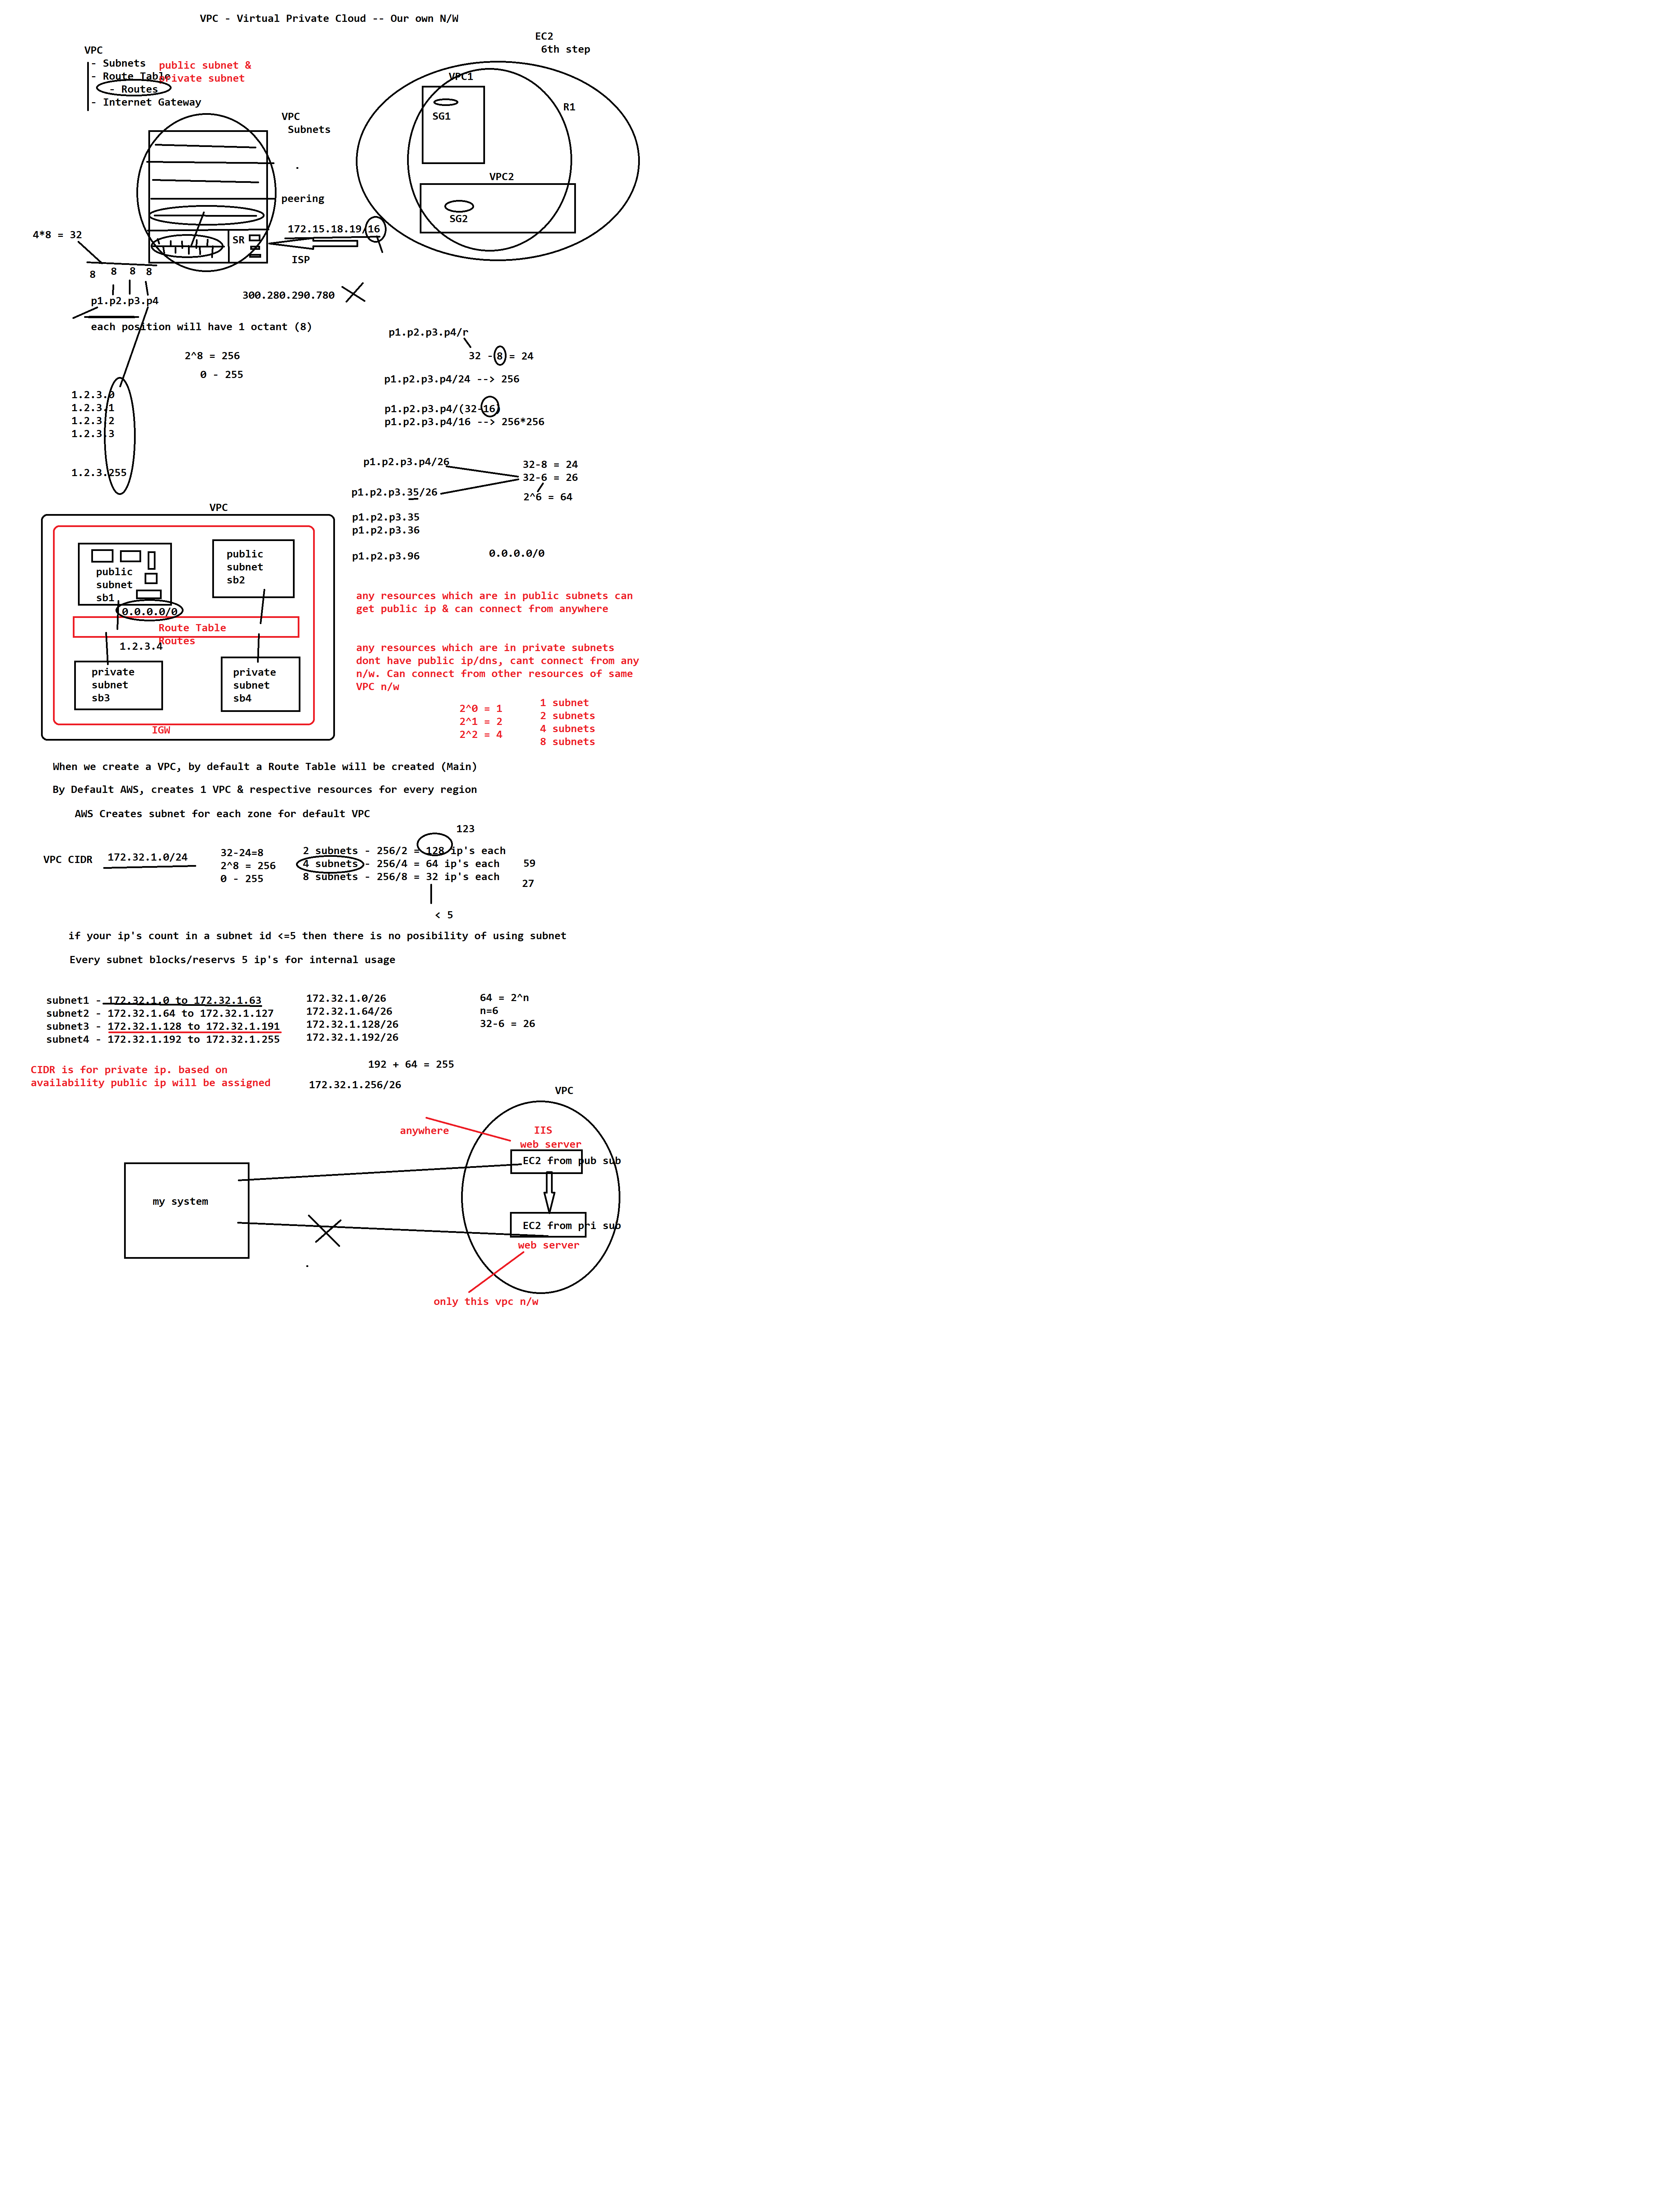 VPC - Virtual Private Cloud -- Our own N/W
EC2
6th step
VPC
- Subnets
- Route Table
- Routes
- Internet Gateway
public subnet &
private subnet
VPC1
SG1
R1
VPC2
SG2
VPC
Subnets
.
peering
SR
172.15.18.19/16
ISP
4*8 = 32
8 8 8 8
p1.p2.p3.p4
300.280.290.780
each position will have 1 octant (8)
2^8 = 256
0 - 255
p1.p2.p3.p4/r
32 - 8 = 24
p1.p2.p3.p4/24 --> 256
p1.p2.p3.p4/(32-16)
p1.p2.p3.p4/16 --> 256*256
1.2.3.0
1.2.3.1
1.2.3.2
1.2.3.3
1.2.3.255
p1.p2.p3.p4/26
32-8 = 24
32-6 = 26
2^6 = 64
p1.p2.p3.35/26
p1.p2.p3.35
p1.p2.p3.36
p1.p2.p3.96
0.0.0.0/0
VPC
public
subnet
sb1
public
subnet
sb2
0.0.0.0/0
Route Table
Routes
1.2.3.4
private
subnet
sb3
private
subnet
sb4
IGW
any resources which are in public subnets can
get public ip & can connect from anywhere
any resources which are in private subnets
dont have public ip/dns, cant connect from any
n/w. Can connect from other resources of same
VPC n/w
2^0 = 1
2^1 = 2
2^2 = 4
1 subnet
2 subnets
4 subnets
8 subnets
When we create a VPC, by default a Route Table will be created (Main)
By Default AWS, creates 1 VPC & respective resources for every region
AWS Creates subnet for each zone for default VPC
123
VPC CIDR
172.32.1.0/24
32-24=8
2^8 = 256
0 - 255
2 subnets - 256/2 = 128 ip's each
4 subnets - 256/4 = 64 ip's each
8 subnets - 256/8 = 32 ip's each
59
27
< 5
if your ip's count in a subnet id <=5 then there is no posibility of using subnet
Every subnet blocks/reservs 5 ip's for internal usage
subnet1 - 172.32.1.0 to 172.32.1.63
subnet2 - 172.32.1.64 to 172.32.1.127
subnet3 - 172.32.1.128 to 172.32.1.191
subnet4 - 172.32.1.192 to 172.32.1.255
172.32.1.0/26
172.32.1.64/26
172.32.1.128/26
172.32.1.192/26
64 = 2^n
n=6
32-6 = 26
192 + 64 = 255
172.32.1.256/26
CIDR is for private ip. based on
availability public ip will be assigned
VPC
anywhere
IIS
web server
EC2 from pub sub
my system
EC2 from pri sub
web server
.
only this vpc n/w